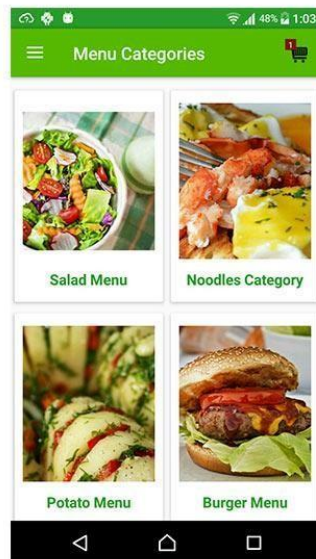 48% 1:03
Menu Categories
1
Salad Menu
Noodles Category
Potato Menu
Burger Menu